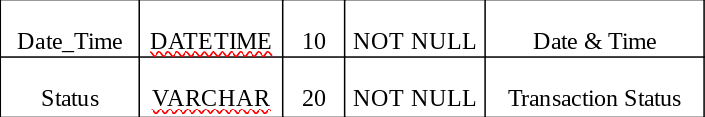 Date_Time DATETIME 10 NOT NULL Date & Time
Status VARCHAR 20 NOT NULL Transaction Status